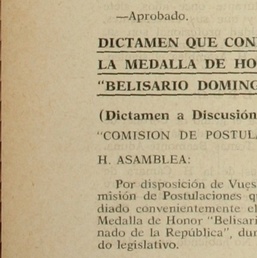 —Aprobado.
DICTAMEN QUE CON
LA MEDALLA DE HO
"BELISARIO DOMING
(Dictamen a Discusión
"COMISION DE POSTUL
H. ASAMBLEA:
Por disposición de Vues
misión de Postulaciones q
diado convenientemente e
Medalla de Honor "Belisari
nado de la República", dur
do legislativo.